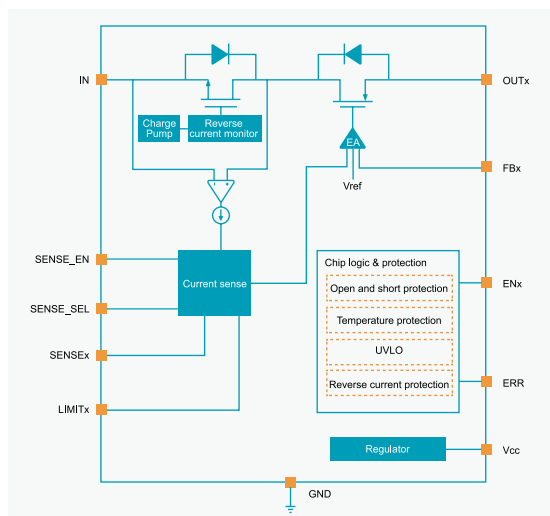 IN
OUTx
Charge
Pump
Reverse
current monitor
EA
Vref
FBx
- +
SENSE_EN
SENSE_SEL
SENSEx
LIMITx
Current sense
Chip logic & protection
Open and short protection
Temperature protection
UVLO
Reverse current protection
ENx
ERR
Regulator
Vcc
GND